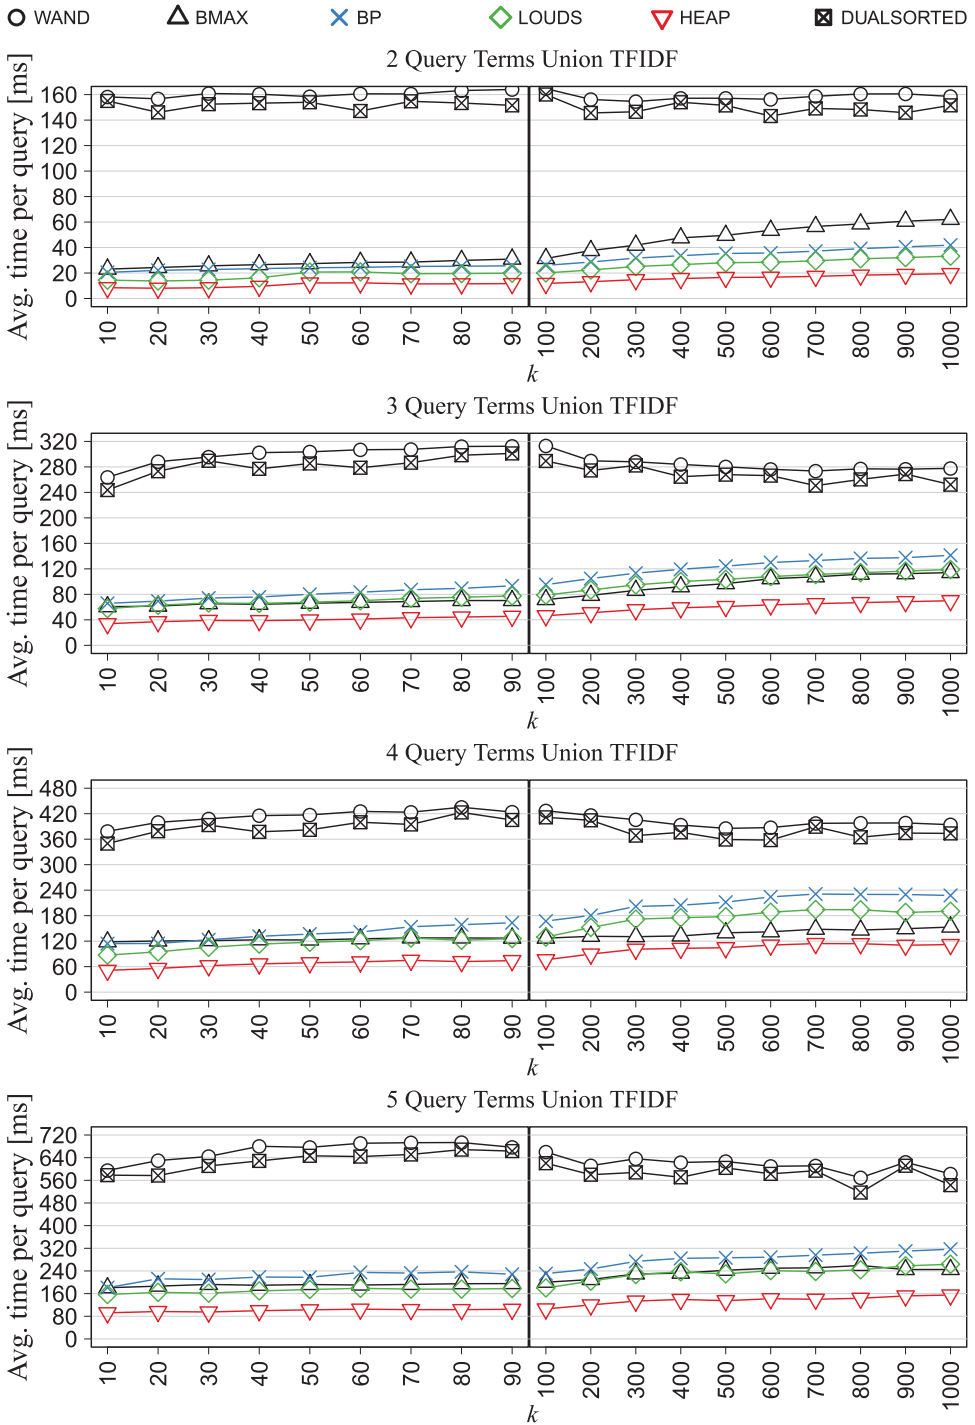 WAND BMAX BP LOUDS HEAP DUALSORTED
2 Query Terms Union TFIDF
Avg. time per query [ms]
160
140
120
100
80
60
40
20
0
10 20 30 40 50 60 70 80 90 100 200 300 400 500 600 700 800 900 1000
k
3 Query Terms Union TFIDF
Avg. time per query [ms]
320
280
240
200
160
120
80
40
0
10 20 30 40 50 60 70 80 90 100 200 300 400 500 600 700 800 900 1000
k
4 Query Terms Union TFIDF
Avg. time per query [ms]
480
420
360
300
240
180
120
60
0
10 20 30 40 50 60 70 80 90 100 200 300 400 500 600 700 800 900 1000
k
5 Query Terms Union TFIDF
Avg. time per query [ms]
720
640
560
480
400
320
240
160
80
0
10 20 30 40 50 60 70 80 90 100 200 300 400 500 600 700 800 900 1000
k